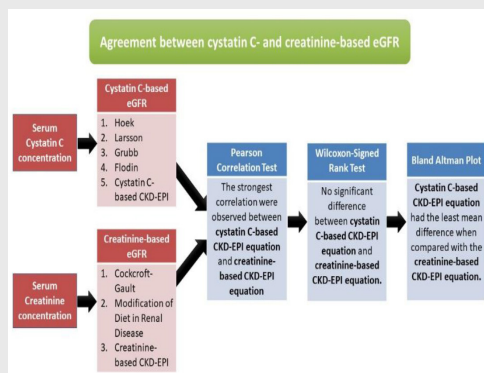 Agreement between cystatin C- and creatinine-based eGFR
Serum
Cystatin C
concentration
Cystatin C-based
eGFR
1. Hoek
2. Larsson
3. Grubb
4. Flodin
5. Cystatin C-
based CKD-EPI
Serum
Creatinine
concentration
Creatinine-based
eGFR
1. Cockcroft-
Gault
2. Modification of
Diet in Renal
Disease
3. Creatinine-
based CKD-EPI
Pearson
Correlation Test
The strongest
correlation were
observed between
cystatin C-based
CKD-EPI equation
and creatinine-
based CKD-EPI
equation
Wilcoxon-Signed
Rank Test
No significant
difference
between cystatin
C-based CKD-EPI
equation and
creatinine-based
CKD-EPI equation.
Bland Altman Plot
Cystatin C-based
CKD-EPI equation
had the least mean
difference when
compared with the
creatinine-based
CKD-EPI equation.